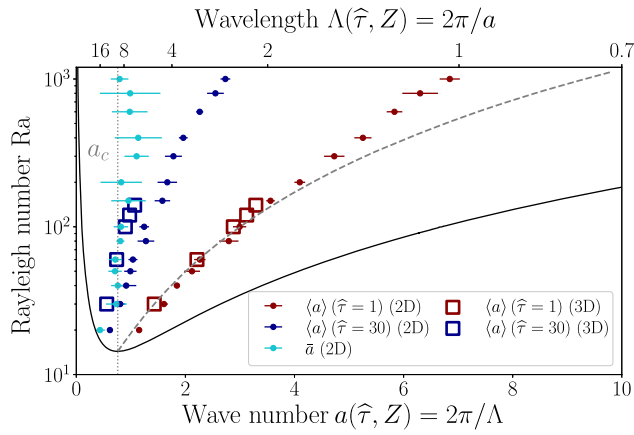 Wavelength Λ(τ̂, Z) = 2π/a
16 8 4 2 1 0.7
Rayleigh number Ra
10³
10²
10¹
a_c
⟨a⟩ (τ̂ = 1) (2D)
⟨a⟩ (τ̂ = 30) (2D)
ā (2D)
⟨a⟩ (τ̂ = 1) (3D)
⟨a⟩ (τ̂ = 30) (3D)
0 2 4 6 8 10
Wave number a(τ̂, Z) = 2π/Λ